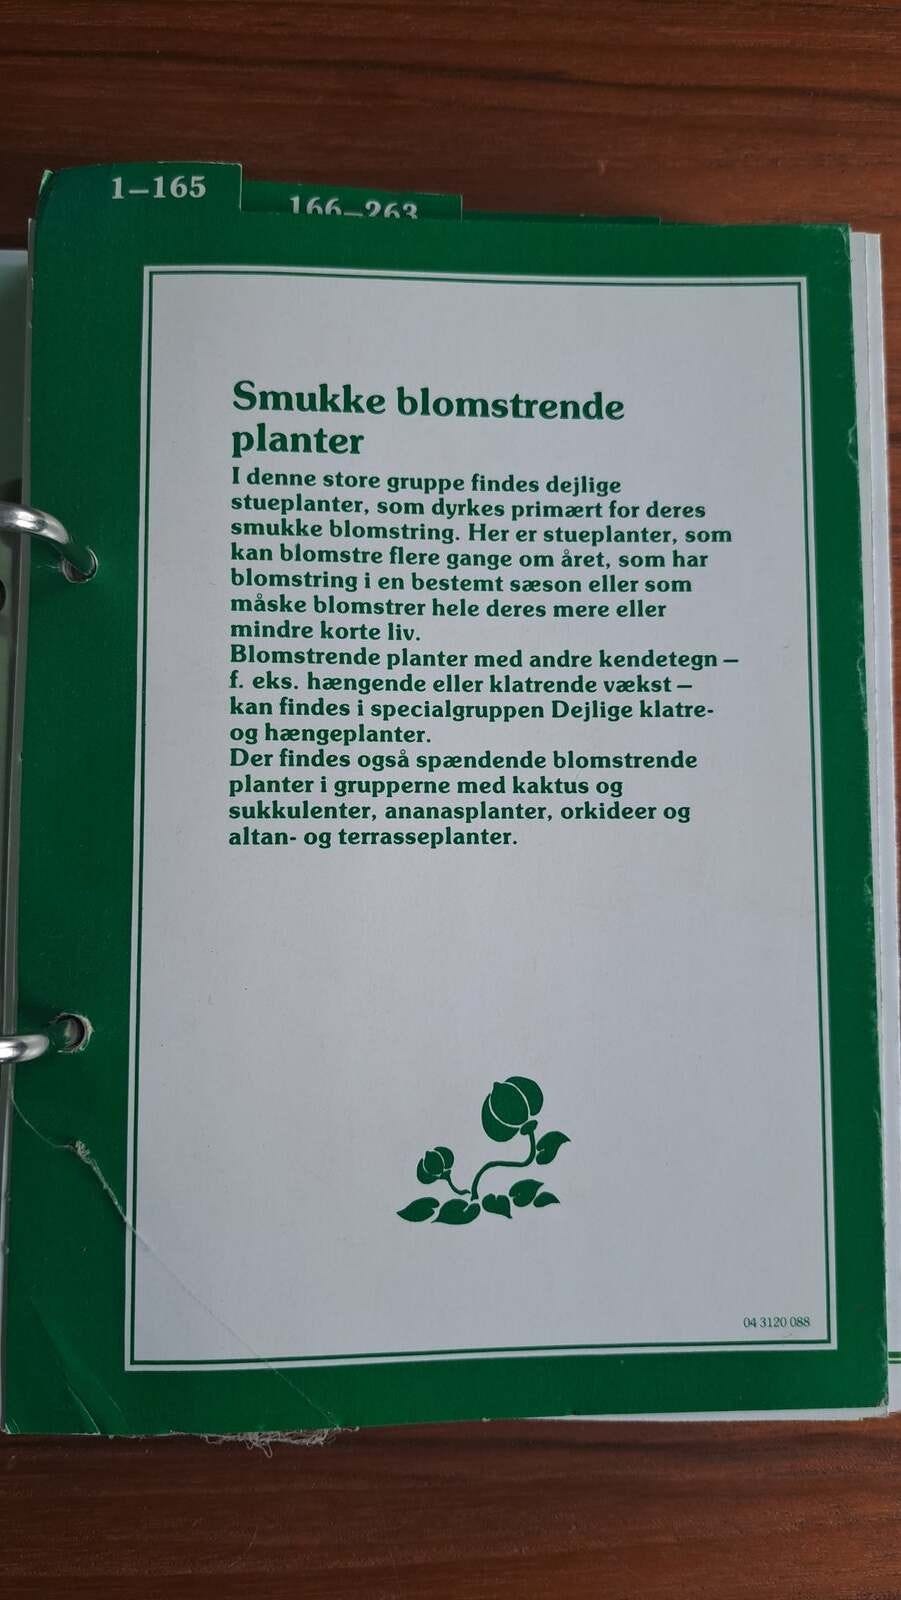 1–165
166–263
Smukke blomstrende
planter
I denne store gruppe findes dejlige
stueplanter, som dyrkes primært for deres
smukke blomstring. Her er stueplanter, som
kan blomstre flere gange om året, som har
blomstring i en bestemt sæson eller som
måske blomstrer hele deres mere eller
mindre korte liv.
Blomstrende planter med andre kendetegn –
f. eks. hængende eller klatrende vækst –
kan findes i specialgruppen Dejlige klatre-
og hængeplanter.
Der findes også spændende blomstrende
planter i grupperne med kaktus og
sukkulenter, ananasplanter, orkideer og
altan- og terrasseplanter.
04 3120 088